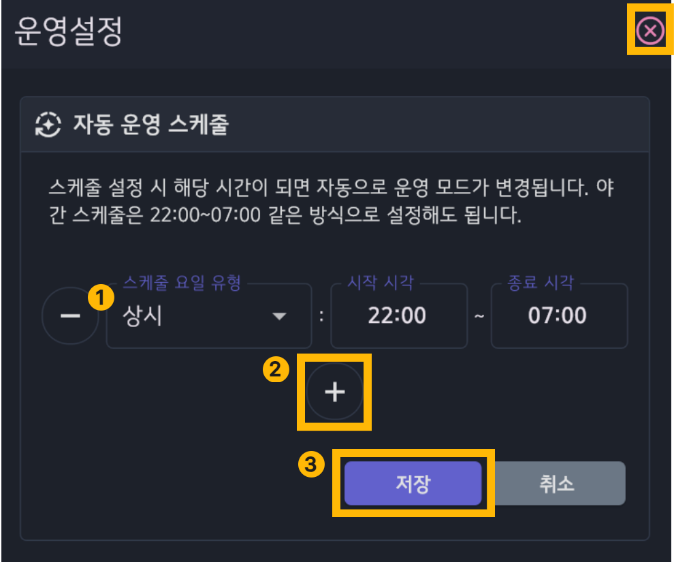 운영설정
자동 운영 스케줄
스케줄 설정 시 해당 시간이 되면 자동으로 운영 모드가 변경됩니다. 야
간 스케줄은 22:00~07:00 같은 방식으로 설정해도 됩니다.
1
스케줄 요일 유형
상시
:
시작 시각
22:00
~
종료 시각
07:00
2
+
3
저장
취소